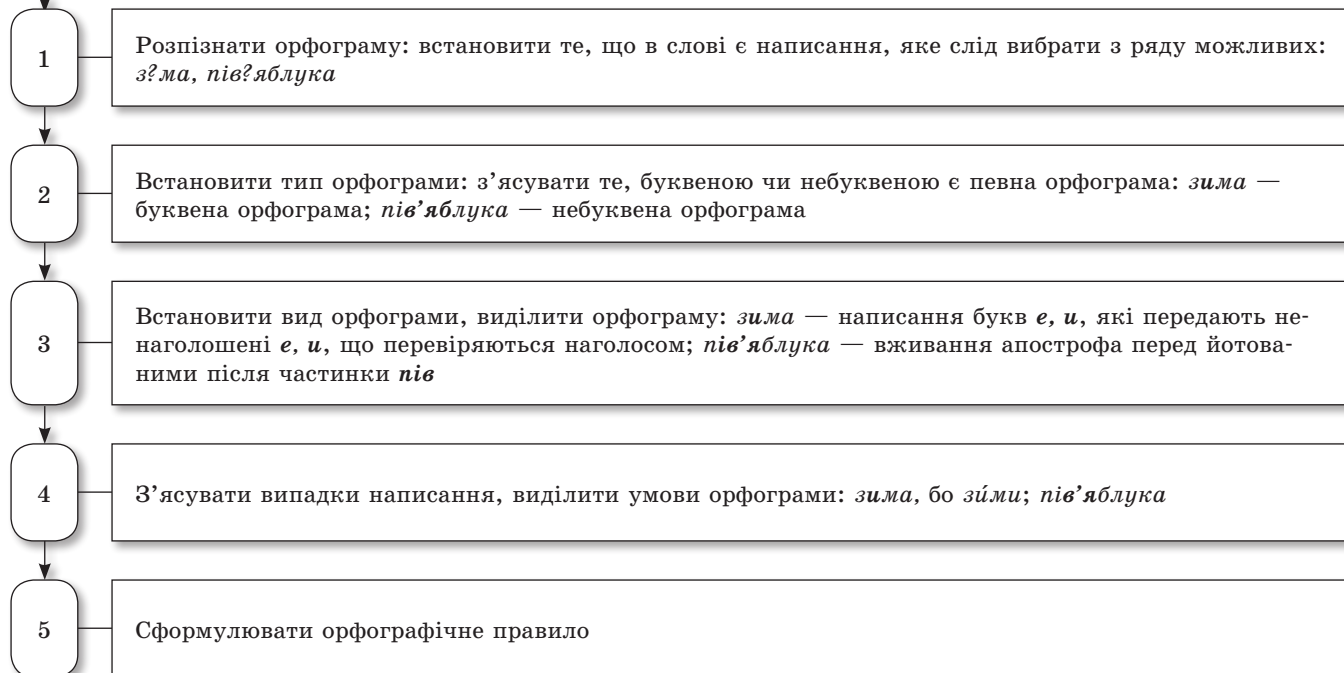 1
Розпізнати орфограму: встановити те, що в слові є написання, яке слід вибрати з ряду можливих:
з?ма, пів?яблука
2
Встановити тип орфограми: з’ясувати те, буквеною чи небуквеною є певна орфограма: зима —
буквена орфограма; пів’яблука — небуквена орфограма
3
Встановити вид орфограми, виділити орфограму: зима — написання букв е, и, які передають не-
наголошені е, и, що перевіряються наголосом; пів’яблука — вживання апострофа перед йотова-
ними після частинки пів
4
З’ясувати випадки написання, виділити умови орфограми: зима, бо зи́ми; пів’яблука
5
Сформулювати орфографічне правило